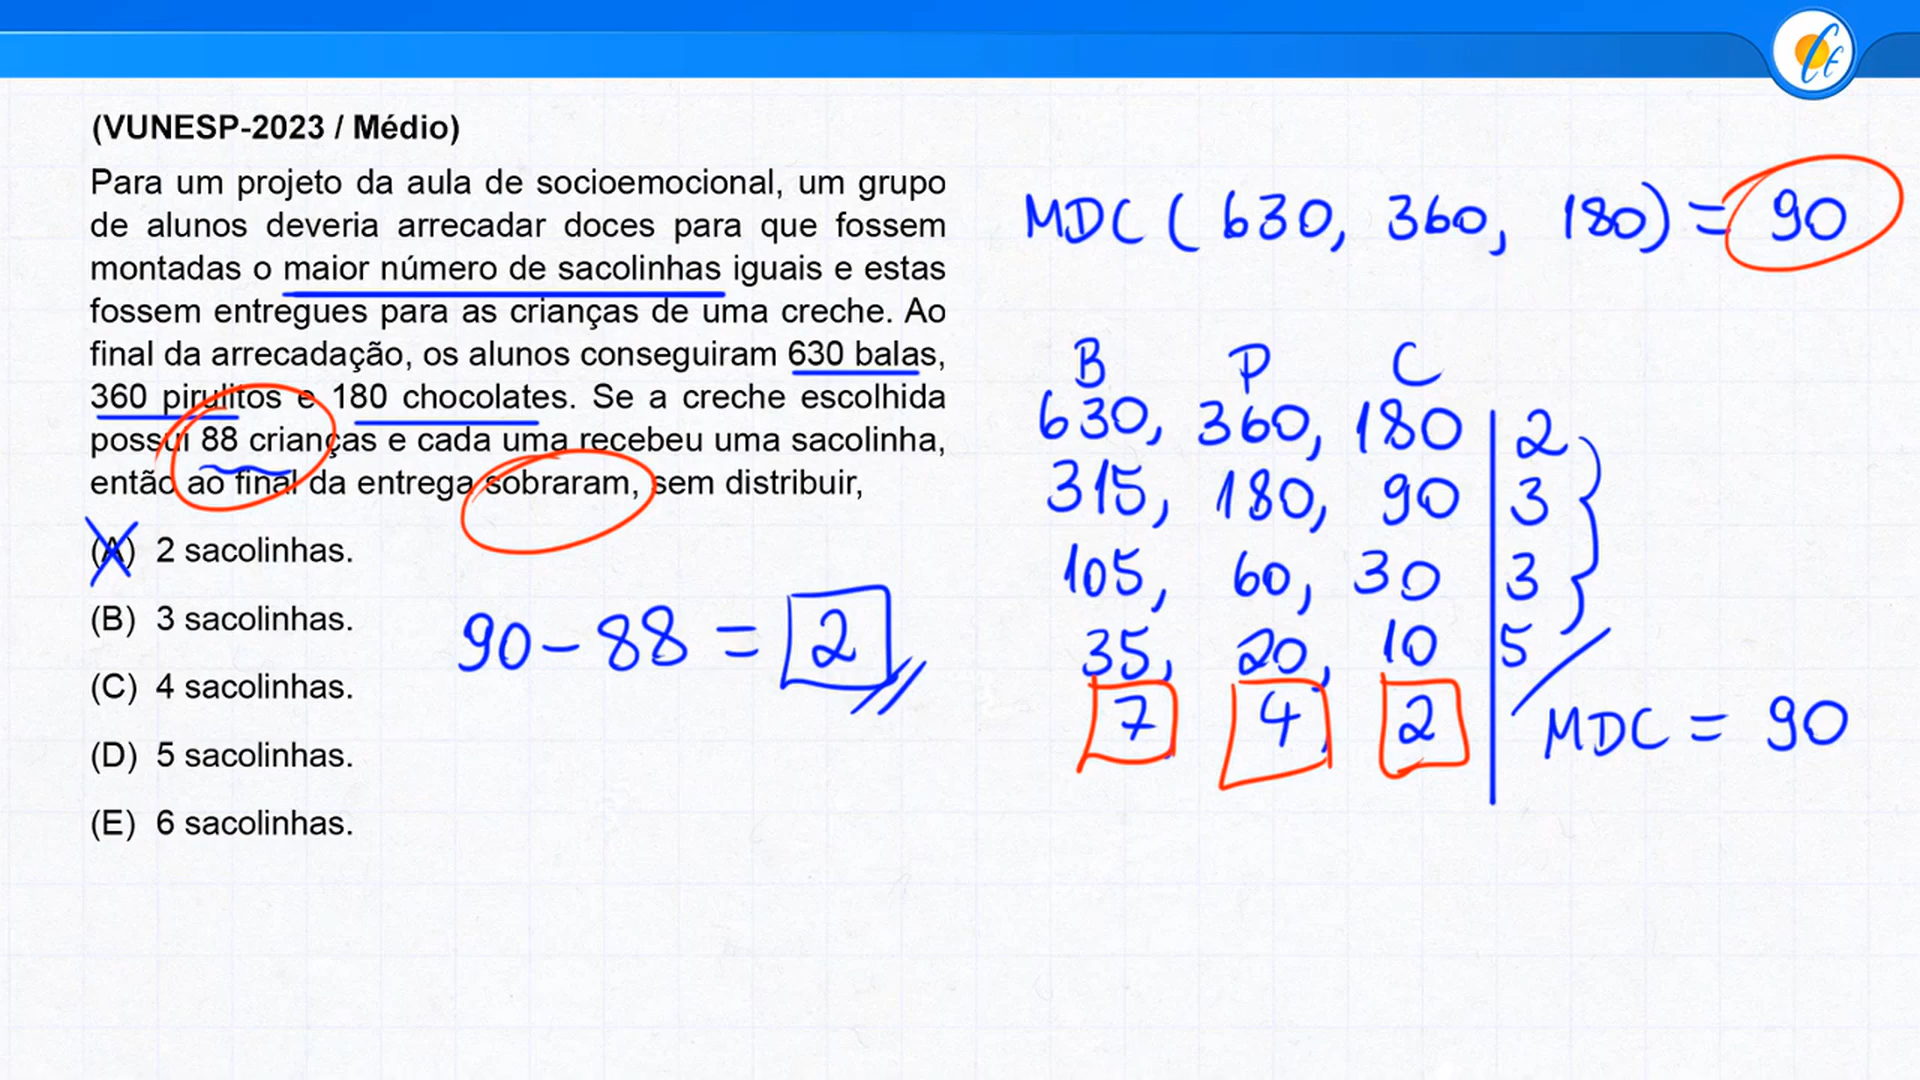 (VUNESP-2023 / Médio)
Para um projeto da aula de socioemocional, um grupo
de alunos deveria arrecadar doces para que fossem
montadas o maior número de sacolinhas iguais e estas
fossem entregues para as crianças de uma creche. Ao
final da arrecadação, os alunos conseguiram 630 balas,
360 pirulitos e 180 chocolates. Se a creche escolhida
possui 88 crianças e cada uma recebeu uma sacolinha,
então ao final da entrega sobraram, sem distribuir,
(A) 2 sacolinhas.
(B) 3 sacolinhas.
(C) 4 sacolinhas.
(D) 5 sacolinhas.
(E) 6 sacolinhas.
90 - 88 = 2
MDC ( 630, 360, 180) = 90
B P C
630, 360, 180 | 2
315, 180, 90 | 3
105, 60, 30 | 3
35, 20, 10 | 5
7 4 2
MDC = 90
CE